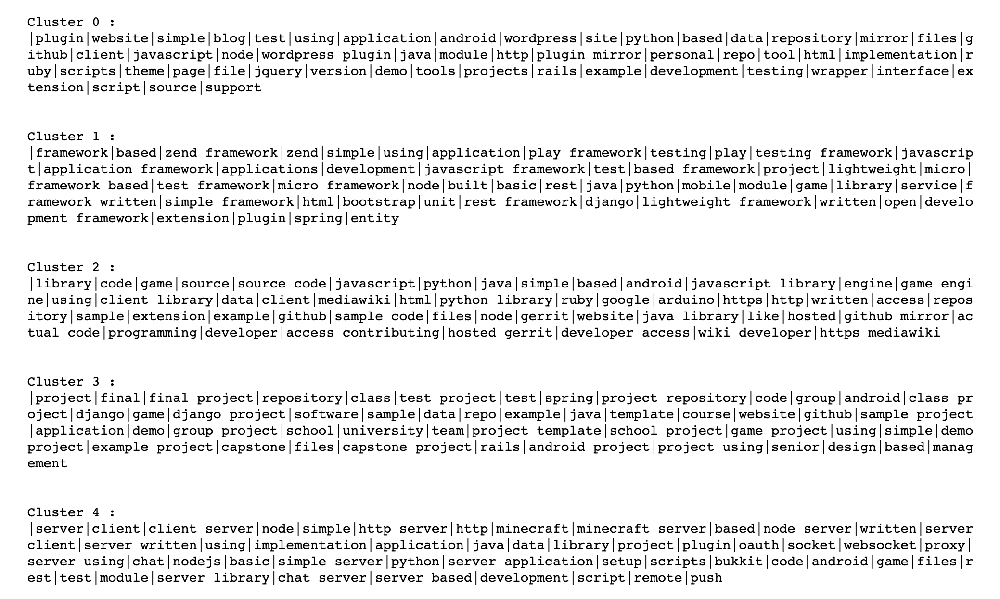 Cluster 0 :
|plugin|website|simple|blog|test|using|application|android|wordpress|site|python|based|data|repository|mirror|files|g
ithub|client|javascript|node|wordpress plugin|java|module|http|plugin mirror|personal|repo|tool|html|implementation|r
uby|scripts|theme|page|file|jquery|version|demo|tools|projects|rails|example|development|testing|wrapper|interface|ex
tension|script|source|support
Cluster 1 :
|framework|based|zend framework|zend|simple|using|application|play framework|testing|play|testing framework|javascrip
t|application framework|applications|development|javascript framework|test|based framework|project|lightweight|micro|
framework based|test framework|micro framework|node|built|basic|rest|java|python|mobile|module|game|library|service|f
ramework written|simple framework|html|bootstrap|unit|rest framework|django|lightweight framework|written|open|develo
pment framework|extension|plugin|spring|entity
Cluster 2 :
|library|code|game|source|source code|javascript|python|java|simple|based|android|javascript library|engine|game engi
ne|using|client library|data|client|mediawiki|html|python library|ruby|google|arduino|https|http|written|access|repos
itory|sample|extension|example|github|sample code|files|node|gerrit|website|java library|like|hosted|github mirror|ac
tual code|programming|developer|access contributing|hosted gerrit|developer access|wiki developer|https mediawiki
Cluster 3 :
|project|final|final project|repository|class|test project|test|spring|project repository|code|group|android|class pr
oject|django|game|django project|software|sample|data|repo|example|java|template|course|website|github|sample project
|application|demo|group project|school|university|team|project template|school project|game project|using|simple|demo
project|example project|capstone|files|capstone project|rails|android project|project using|senior|design|based|manag
ement
Cluster 4 :
|server|client|client server|node|simple|http server|http|minecraft|minecraft server|based|node server|written|server
client|server written|using|implementation|application|java|data|library|project|plugin|oauth|socket|websocket|proxy|
server using|chat|nodejs|basic|simple server|python|server application|setup|scripts|bukkit|code|android|game|files|r
est|test|module|server library|chat server|server based|development|script|remote|push